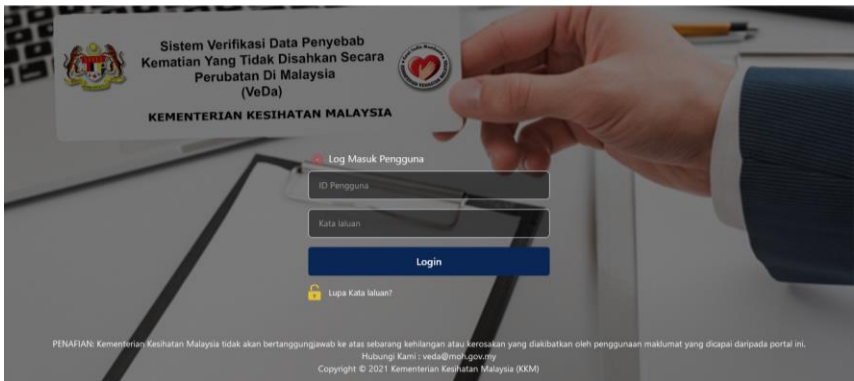 Sistem Verifikasi Data Penyebab
Kematian Yang Tidak Disahkan Secara
Perubatan Di Malaysia
(VeDa)
KEMENTERIAN KESIHATAN MALAYSIA
Log Masuk Pengguna
ID Pengguna
Kata laluan
Login
Lupa Kata laluan?
PENAFIAN: Kementerian Kesihatan Malaysia tidak akan bertanggungjawab ke atas sebarang kehilangan atau kerosakan yang diakibatkan oleh penggunaan maklumat yang dicapai daripada portal ini.
Hubungi Kami : veda@moh.gov.my
Copyright © 2021 Kementerian Kesihatan Malaysia (KKM)